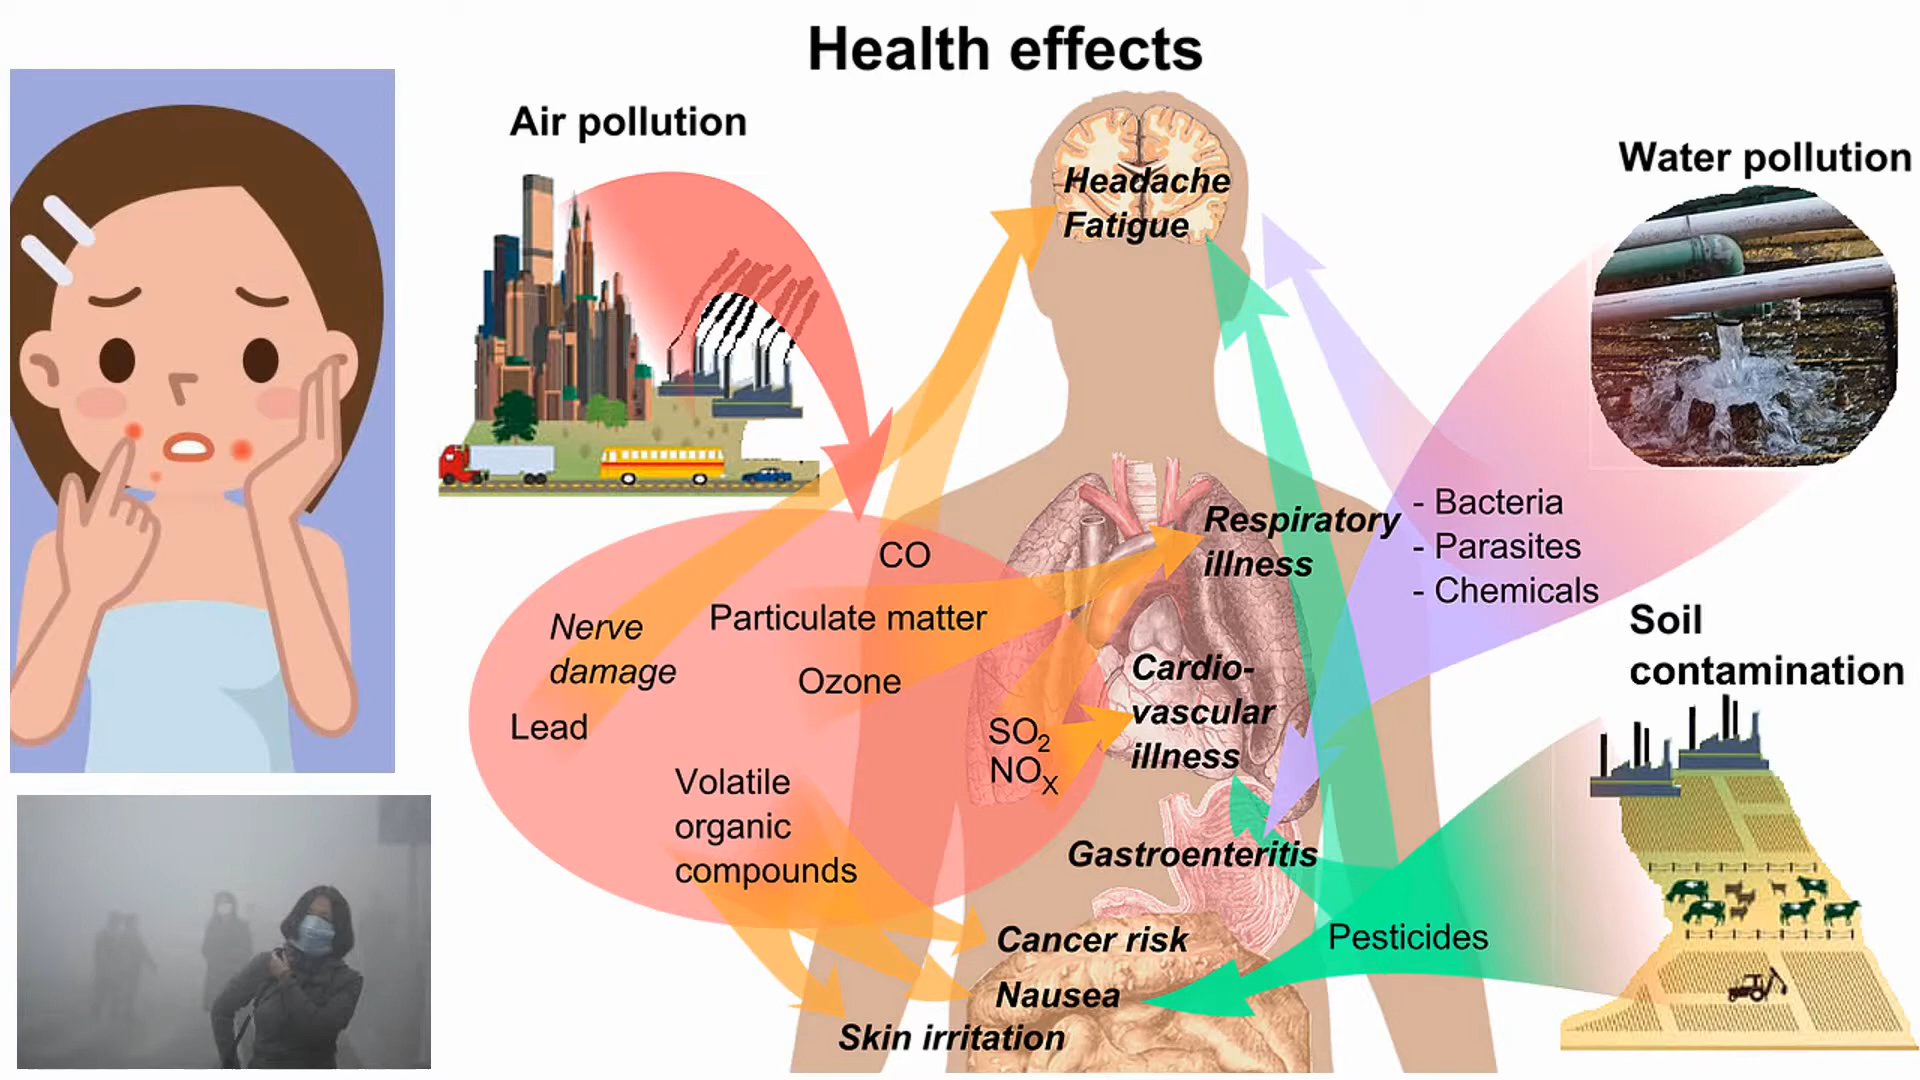 Health effects
Air pollution
Water pollution
Headache
Fatigue
- Bacteria
- Parasites
- Chemicals
Respiratory
illness
CO
Particulate matter
Nerve
damage
Ozone
Lead
SO2
NOX
Cardio-
vascular
illness
Soil
contamination
Volatile
organic
compounds
Gastroenteritis
Cancer risk
Pesticides
Nausea
Skin irritation